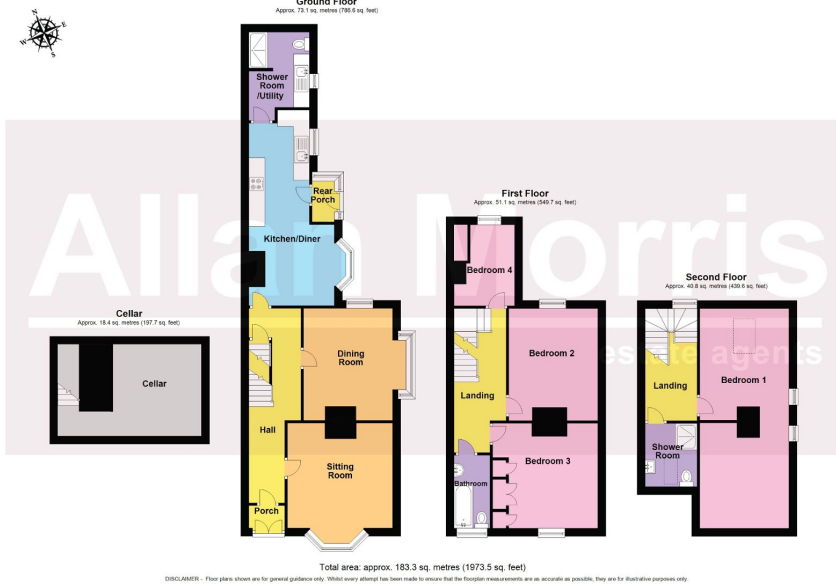 Ground Floor
Approx. 73.1 sq. metres (786.6 sq. feet)
N
E
S
W
Shower
Room
/Utility
Rear
Porch
Kitchen/Diner
Dining
Room
Hall
Sitting
Room
Porch
Cellar
Approx. 18.4 sq. metres (197.7 sq. feet)
Cellar
First Floor
Approx. 51.1 sq. metres (549.7 sq. feet)
Bedroom 4
Bedroom 2
Landing
Bedroom 3
Bathroom
Second Floor
Approx. 40.8 sq. metres (439.6 sq. feet)
Landing
Bedroom 1
Shower
Room
Allan Morris
estate agents
Total area: approx. 183.3 sq. metres (1973.5 sq. feet)
DISCLAIMER - Floor plans shown are for general guidance only. Whilst every attempt has been made to ensure that the floorplan measurements are as accurate as possible, they are for illustrative purposes only.